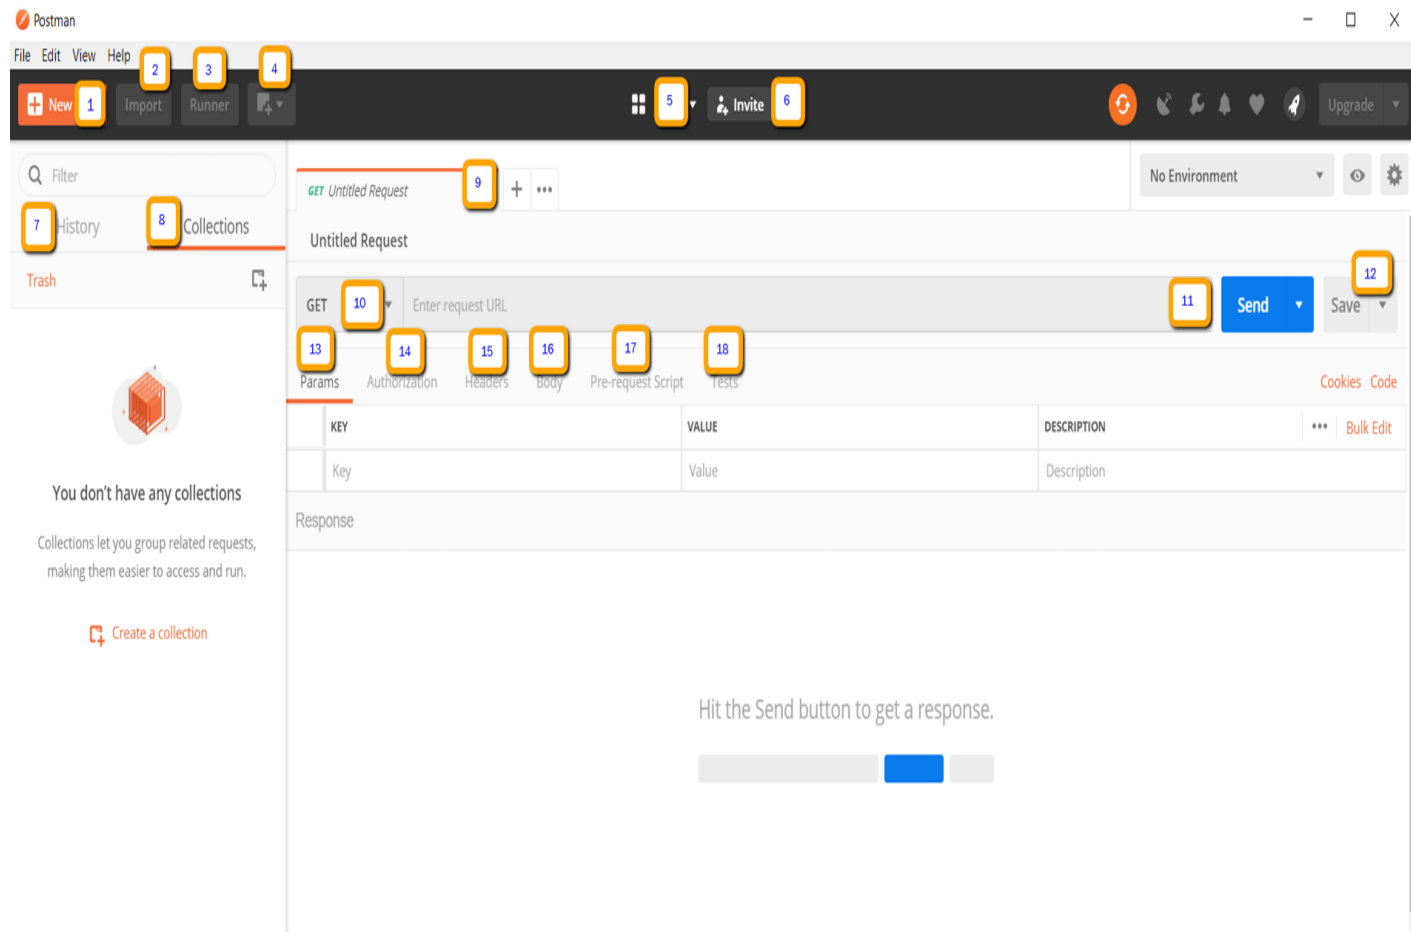 Postman
File Edit View Help
2 3 4
New 1 Import Runner 5 Invite 6 Upgrade
Filter
7 History 8 Collections
Trash
You don't have any collections
Collections let you group related requests,
making them easier to access and run.
Create a collection
GET Untitled Request 9 + •••
No Environment
Untitled Request
GET 10 Enter request URL 11 Send Save 12
13 14 15 16 17 18
Params Authorization Headers Body Pre-request Script Tests Cookies Code
KEY VALUE DESCRIPTION ••• Bulk Edit
Key Value Description
Response
Hit the Send button to get a response.